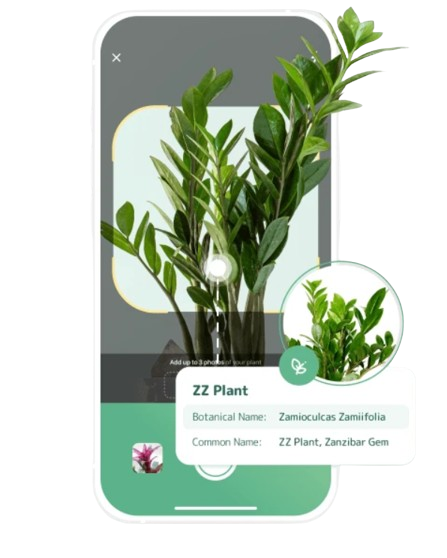 Add up to 3 photos of your plant
ZZ Plant
Botanical Name: Zamioculcas Zamiifolia
Common Name: ZZ Plant, Zanzibar Gem